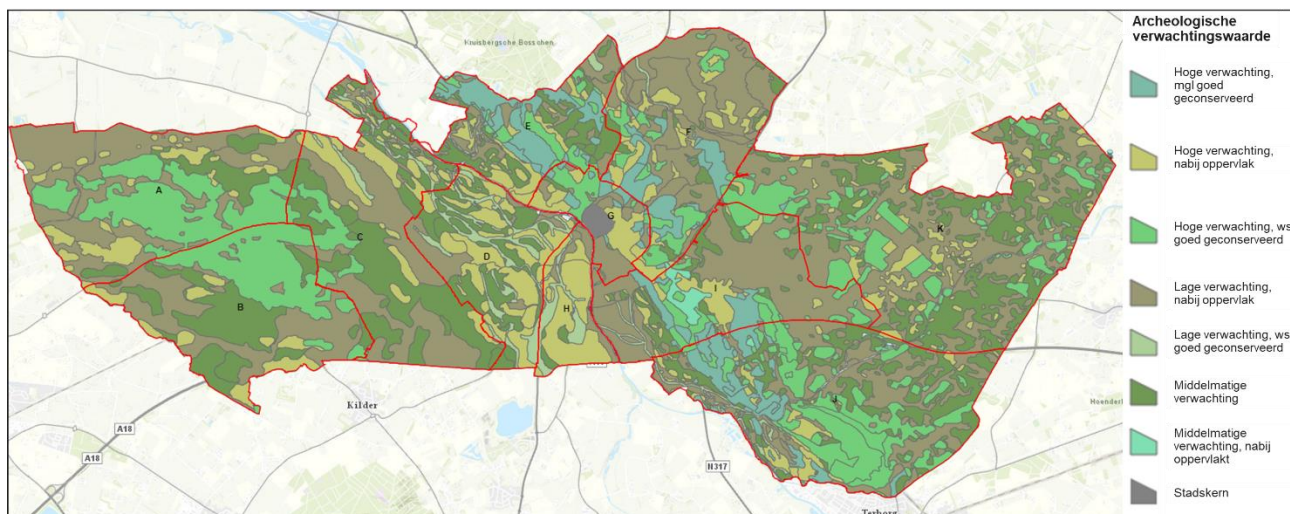 Kruisbergsche Bosschen
A
B
C
D
E
F
G
H
I
J
K
Kilder
A18
A18
N317
Terborg
Archeologische
verwachtingswaarde
Hoge verwachting,
mgl goed
geconserveerd
Hoge verwachting,
nabij oppervlak
Hoge verwachting, ws
goed geconserveerd
Lage verwachting,
nabij oppervlak
Lage verwachting, ws
goed geconserveerd
Middelmatige
verwachting
Middelmatige
verwachting, nabij
oppervlakt
Stadskern